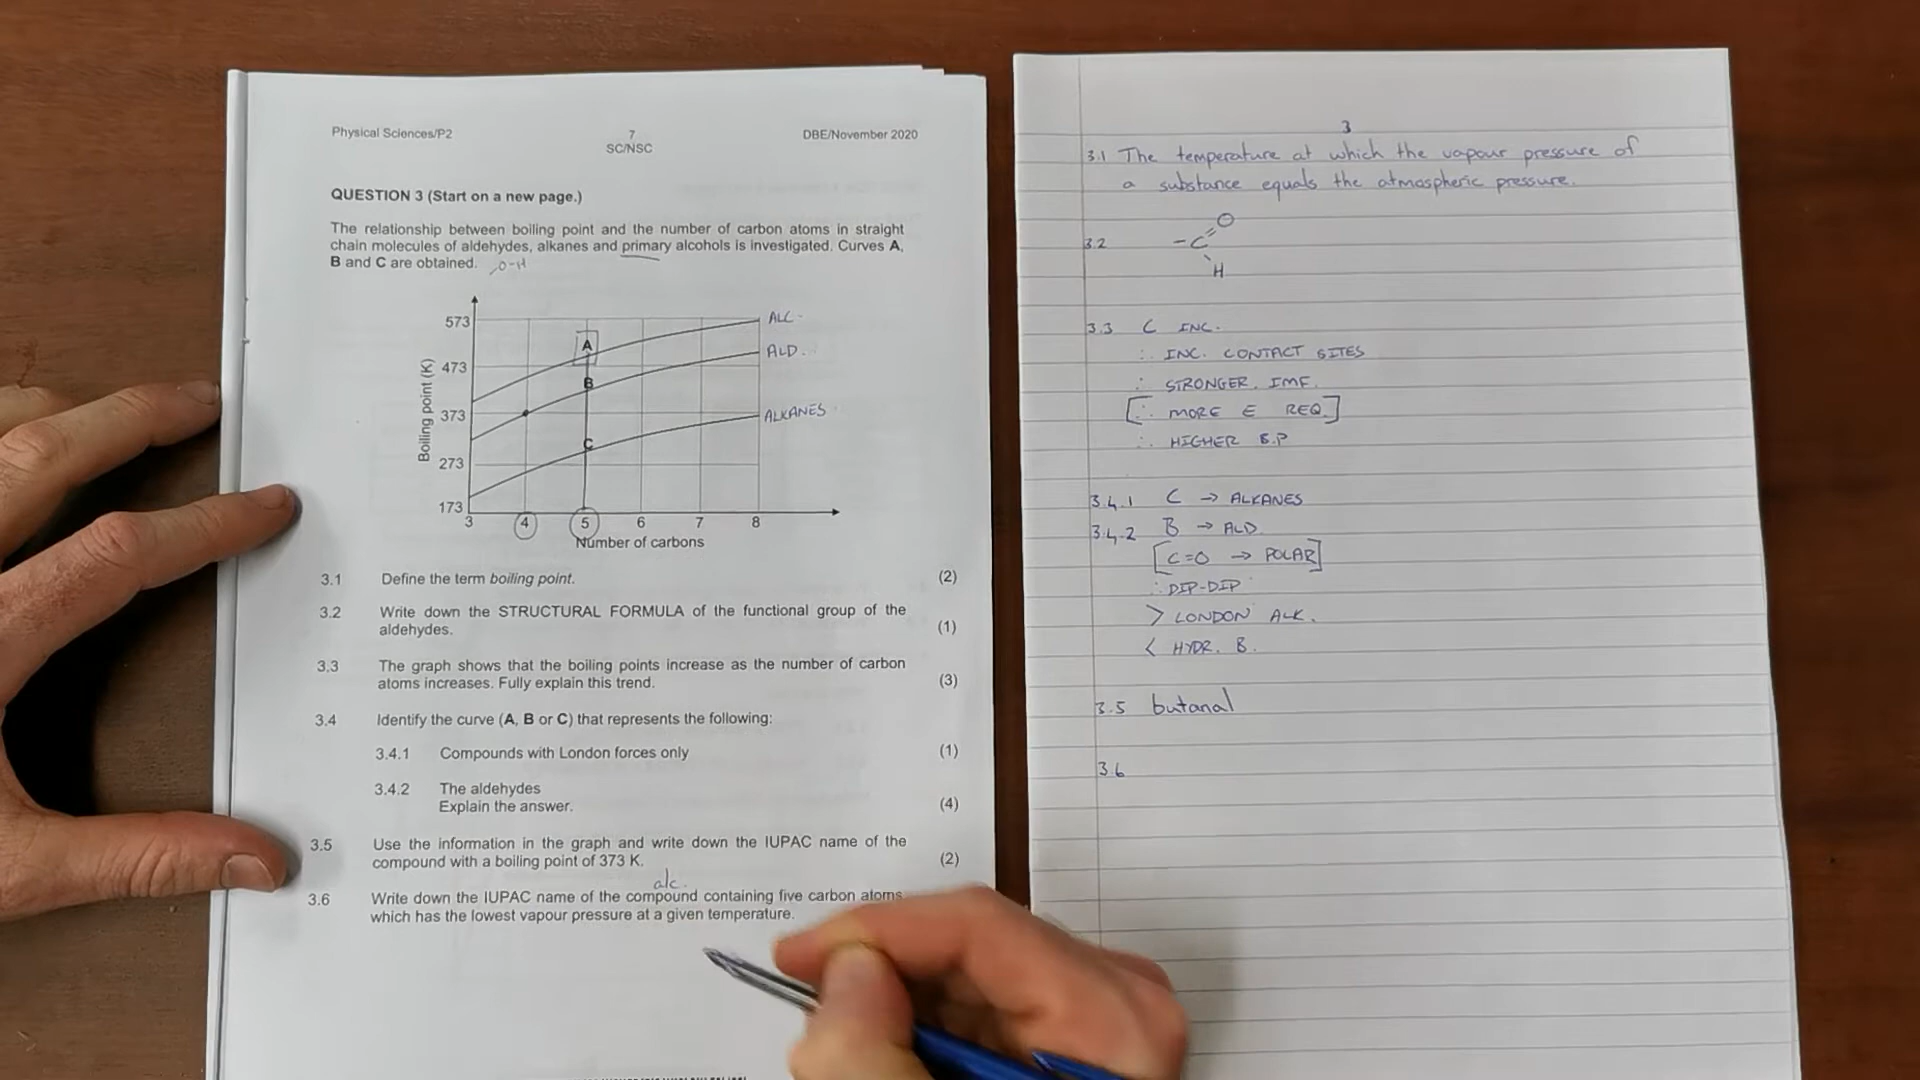 Physical Sciences/P2
7
SC/NSC
DBE/November 2020
QUESTION 3 (Start on a new page.)
The relationship between boiling point and the number of carbon atoms in straight
chain molecules of aldehydes, alkanes and primary alcohols is investigated. Curves A,
B and C are obtained.
O-H
Boiling point (K)
573
473
373
273
173
A
B
C
ALC.
ALD.
ALKANES
3 4 5 6 7 8
Number of carbons
3.1 Define the term boiling point. (2)
3.2 Write down the STRUCTURAL FORMULA of the functional group of the
aldehydes. (1)
3.3 The graph shows that the boiling points increase as the number of carbon
atoms increases. Fully explain this trend. (3)
3.4 Identify the curve (A, B or C) that represents the following:
3.4.1 Compounds with London forces only (1)
3.4.2 The aldehydes
Explain the answer. (4)
3.5 Use the information in the graph and write down the IUPAC name of the
compound with a boiling point of 373 K. (2)
alc.
3.6 Write down the IUPAC name of the compound containing five carbon atoms,
which has the lowest vapour pressure at a given temperature.
3
3.1 The temperature at which the vapour pressure of
a substance equals the atmospheric pressure.
3.2 -C=O
H
3.3 C INC.
∴ INC. CONTACT SITES
∴ STRONGER IMF.
[∴ MORE E REQ.]
∴ HIGHER B.P
3.4.1 C → ALKANES
3.4.2 B → ALD.
[C=O → POLAR]
∴ DIP-DIP
> LONDON ALK.
< HYDR. B.
3.5 butanal
3.6